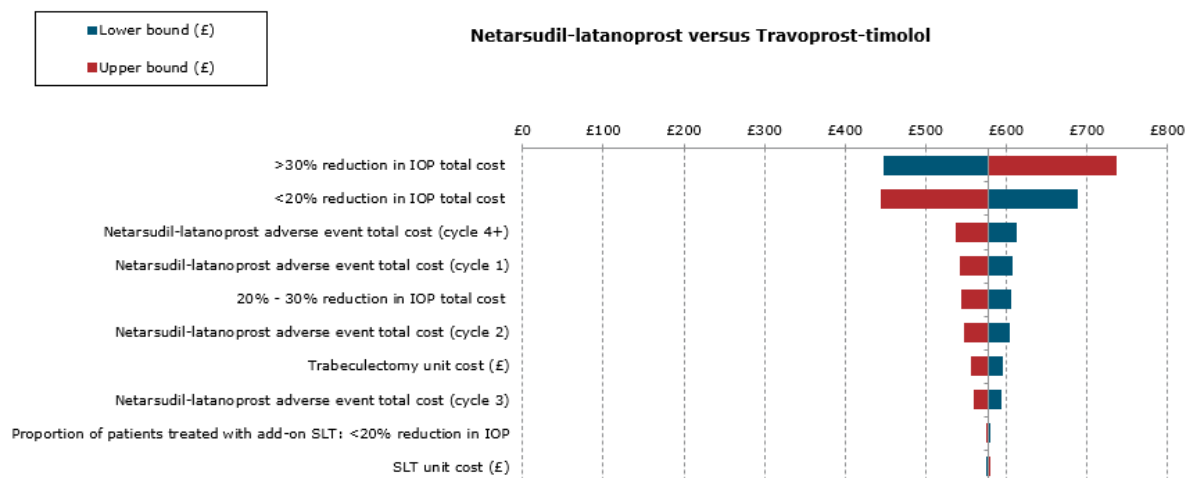 Lower bound (£)
Upper bound (£)
Netarsudil-latanoprost versus Travoprost-timolol
£0 £100 £200 £300 £400 £500 £600 £700 £800
>30% reduction in IOP total cost
<20% reduction in IOP total cost
Netarsudil-latanoprost adverse event total cost (cycle 4+)
Netarsudil-latanoprost adverse event total cost (cycle 1)
20% - 30% reduction in IOP total cost
Netarsudil-latanoprost adverse event total cost (cycle 2)
Trabeculectomy unit cost (£)
Netarsudil-latanoprost adverse event total cost (cycle 3)
Proportion of patients treated with add-on SLT: <20% reduction in IOP
SLT unit cost (£)